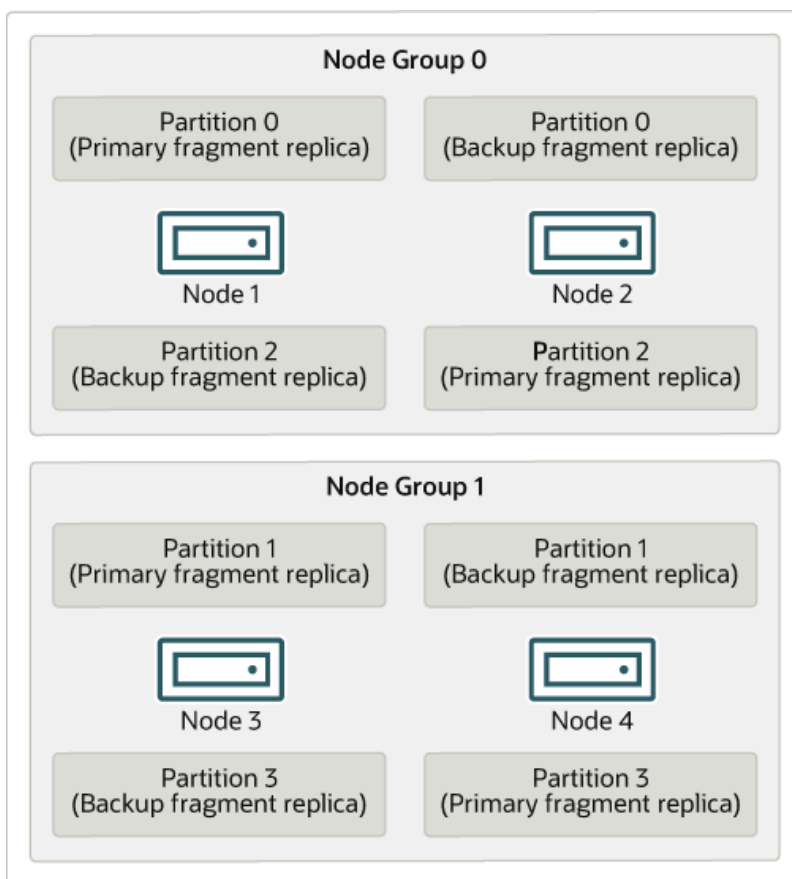 Node Group 0
Partition 0
(Primary fragment replica)
Partition 0
(Backup fragment replica)
Node 1
Node 2
Partition 2
(Backup fragment replica)
Partition 2
(Primary fragment replica)
Node Group 1
Partition 1
(Primary fragment replica)
Partition 1
(Backup fragment replica)
Node 3
Node 4
Partition 3
(Backup fragment replica)
Partition 3
(Primary fragment replica)